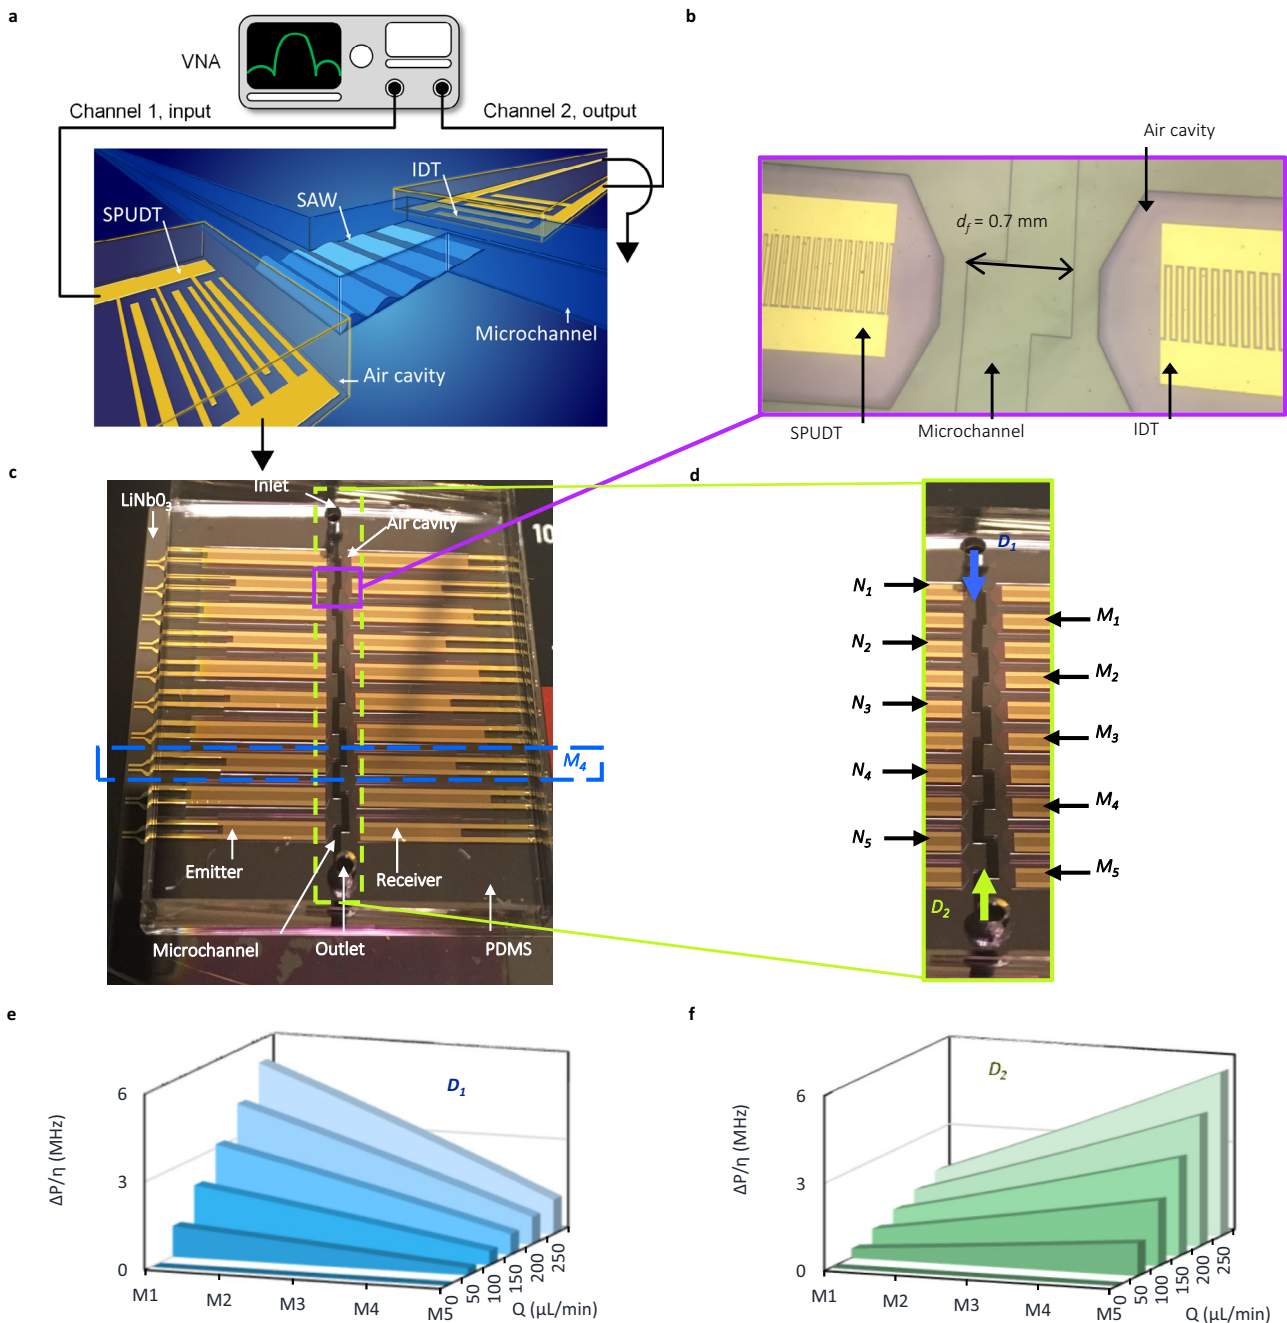 a
VNA
Channel 1, input
Channel 2, output
SPUDT
SAW
IDT
Microchannel
Air cavity
b
Air cavity
d_f = 0.7 mm
SPUDT
Microchannel
IDT
c
LiNbO₃
Inlet
Air cavity
10
M₄
Emitter
Receiver
Microchannel
Outlet
PDMS
d
D₁
N₁
M₁
N₂
M₂
N₃
M₃
N₄
M₄
N₅
M₅
D₂
e
D₁
ΔP/η (MHz)
6
3
0
M1
M2
M3
M4
M5
0
50
100
150
200
250
Q (µL/min)
f
D₂
ΔP/η (MHz)
6
3
0
M1
M2
M3
M4
M5
0
50
100
150
200
250
Q (µL/min)